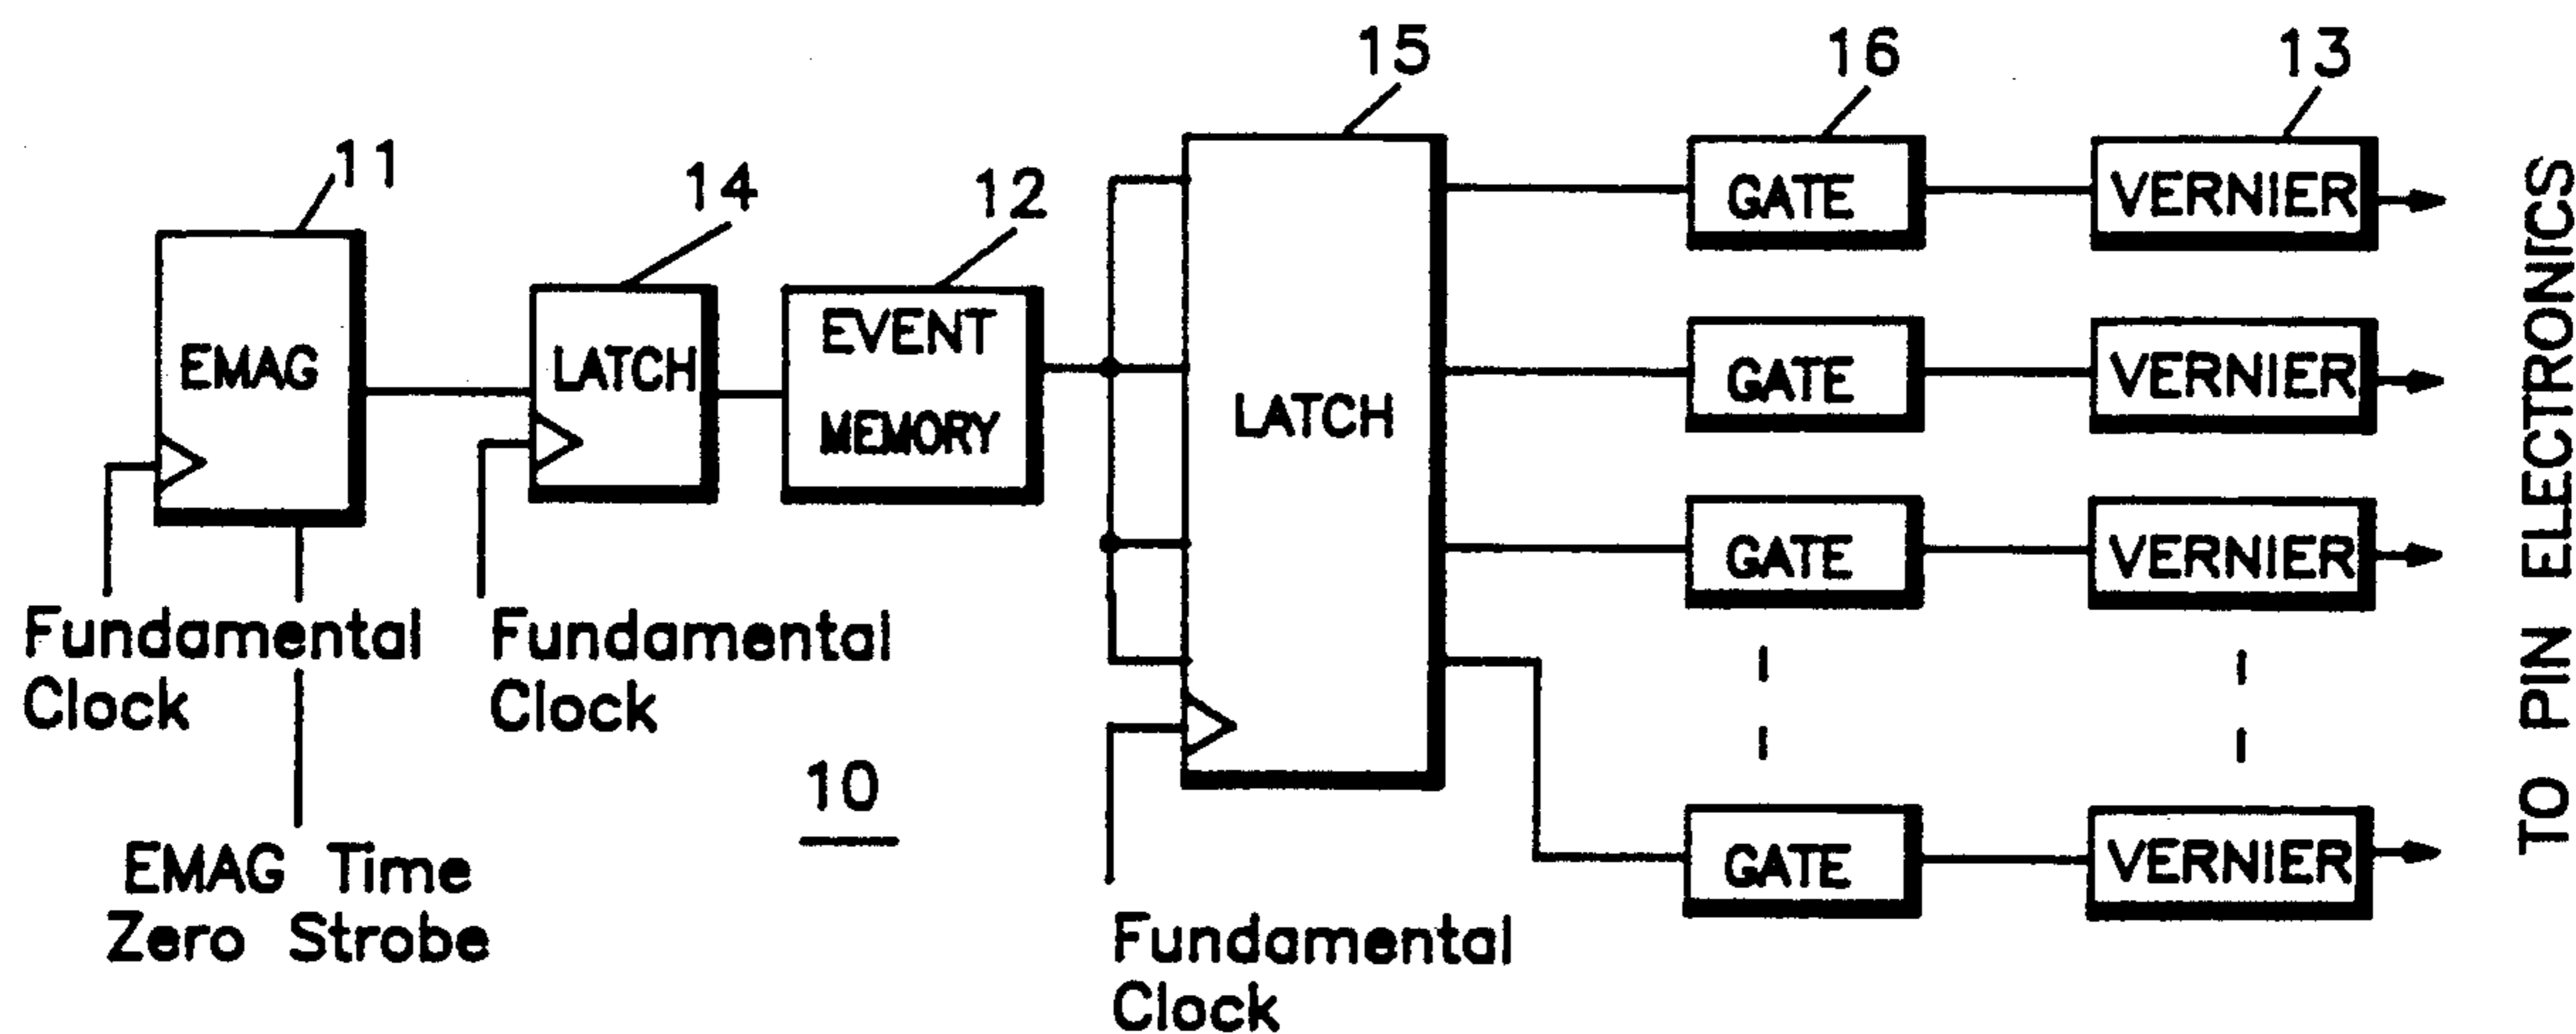 15
16
13
11
14
12
GATE
VERNIER
EMAG
LATCH
EVENT
MEMORY
LATCH
GATE
VERNIER
GATE
VERNIER
GATE
VERNIER
TO PIN ELECTRONICS
Fundamental
Clock
Fundamental
Clock
10
EMAG Time
Zero Strobe
Fundamental
Clock